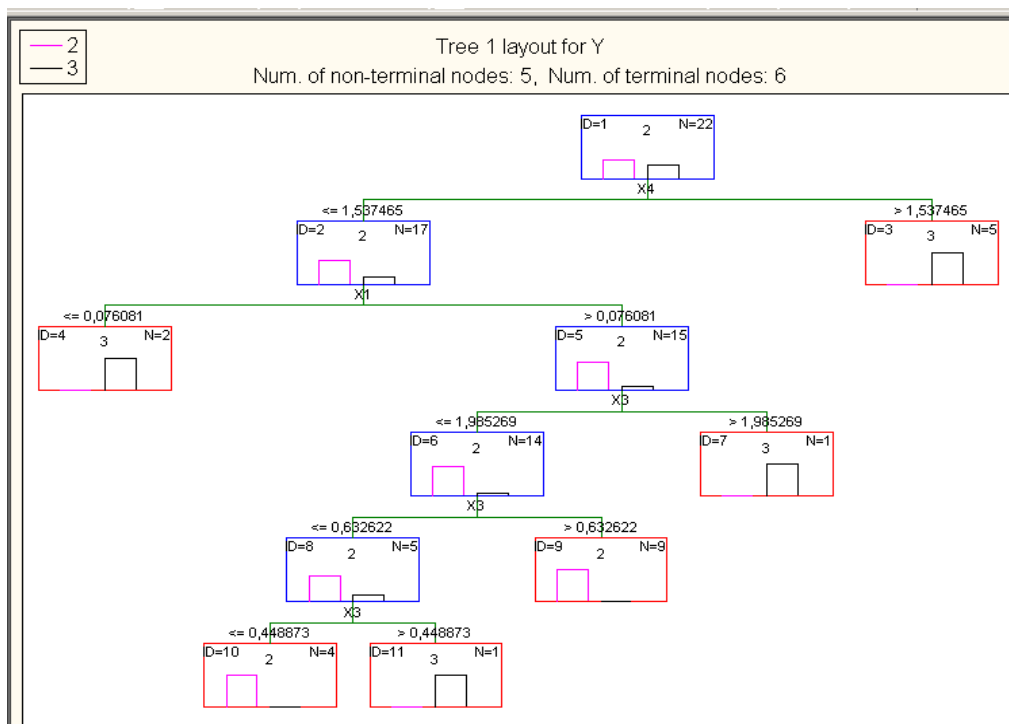 2
3
Tree 1 layout for Y
Num. of non-terminal nodes: 5, Num. of terminal nodes: 6
D=1 2 N=22
X4
<= 1,537465 > 1,537465
D=2 2 N=17
D=3 3 N=5
X1
<= 0,076081 > 0,076081
D=4 3 N=2
D=5 2 N=15
X3
<= 1,985269 > 1,985269
D=6 2 N=14
D=7 3 N=1
X3
<= 0,632622 > 0,632622
D=8 2 N=5
D=9 2 N=9
X3
<= 0,448873 > 0,448873
D=10 2 N=4
D=11 3 N=1